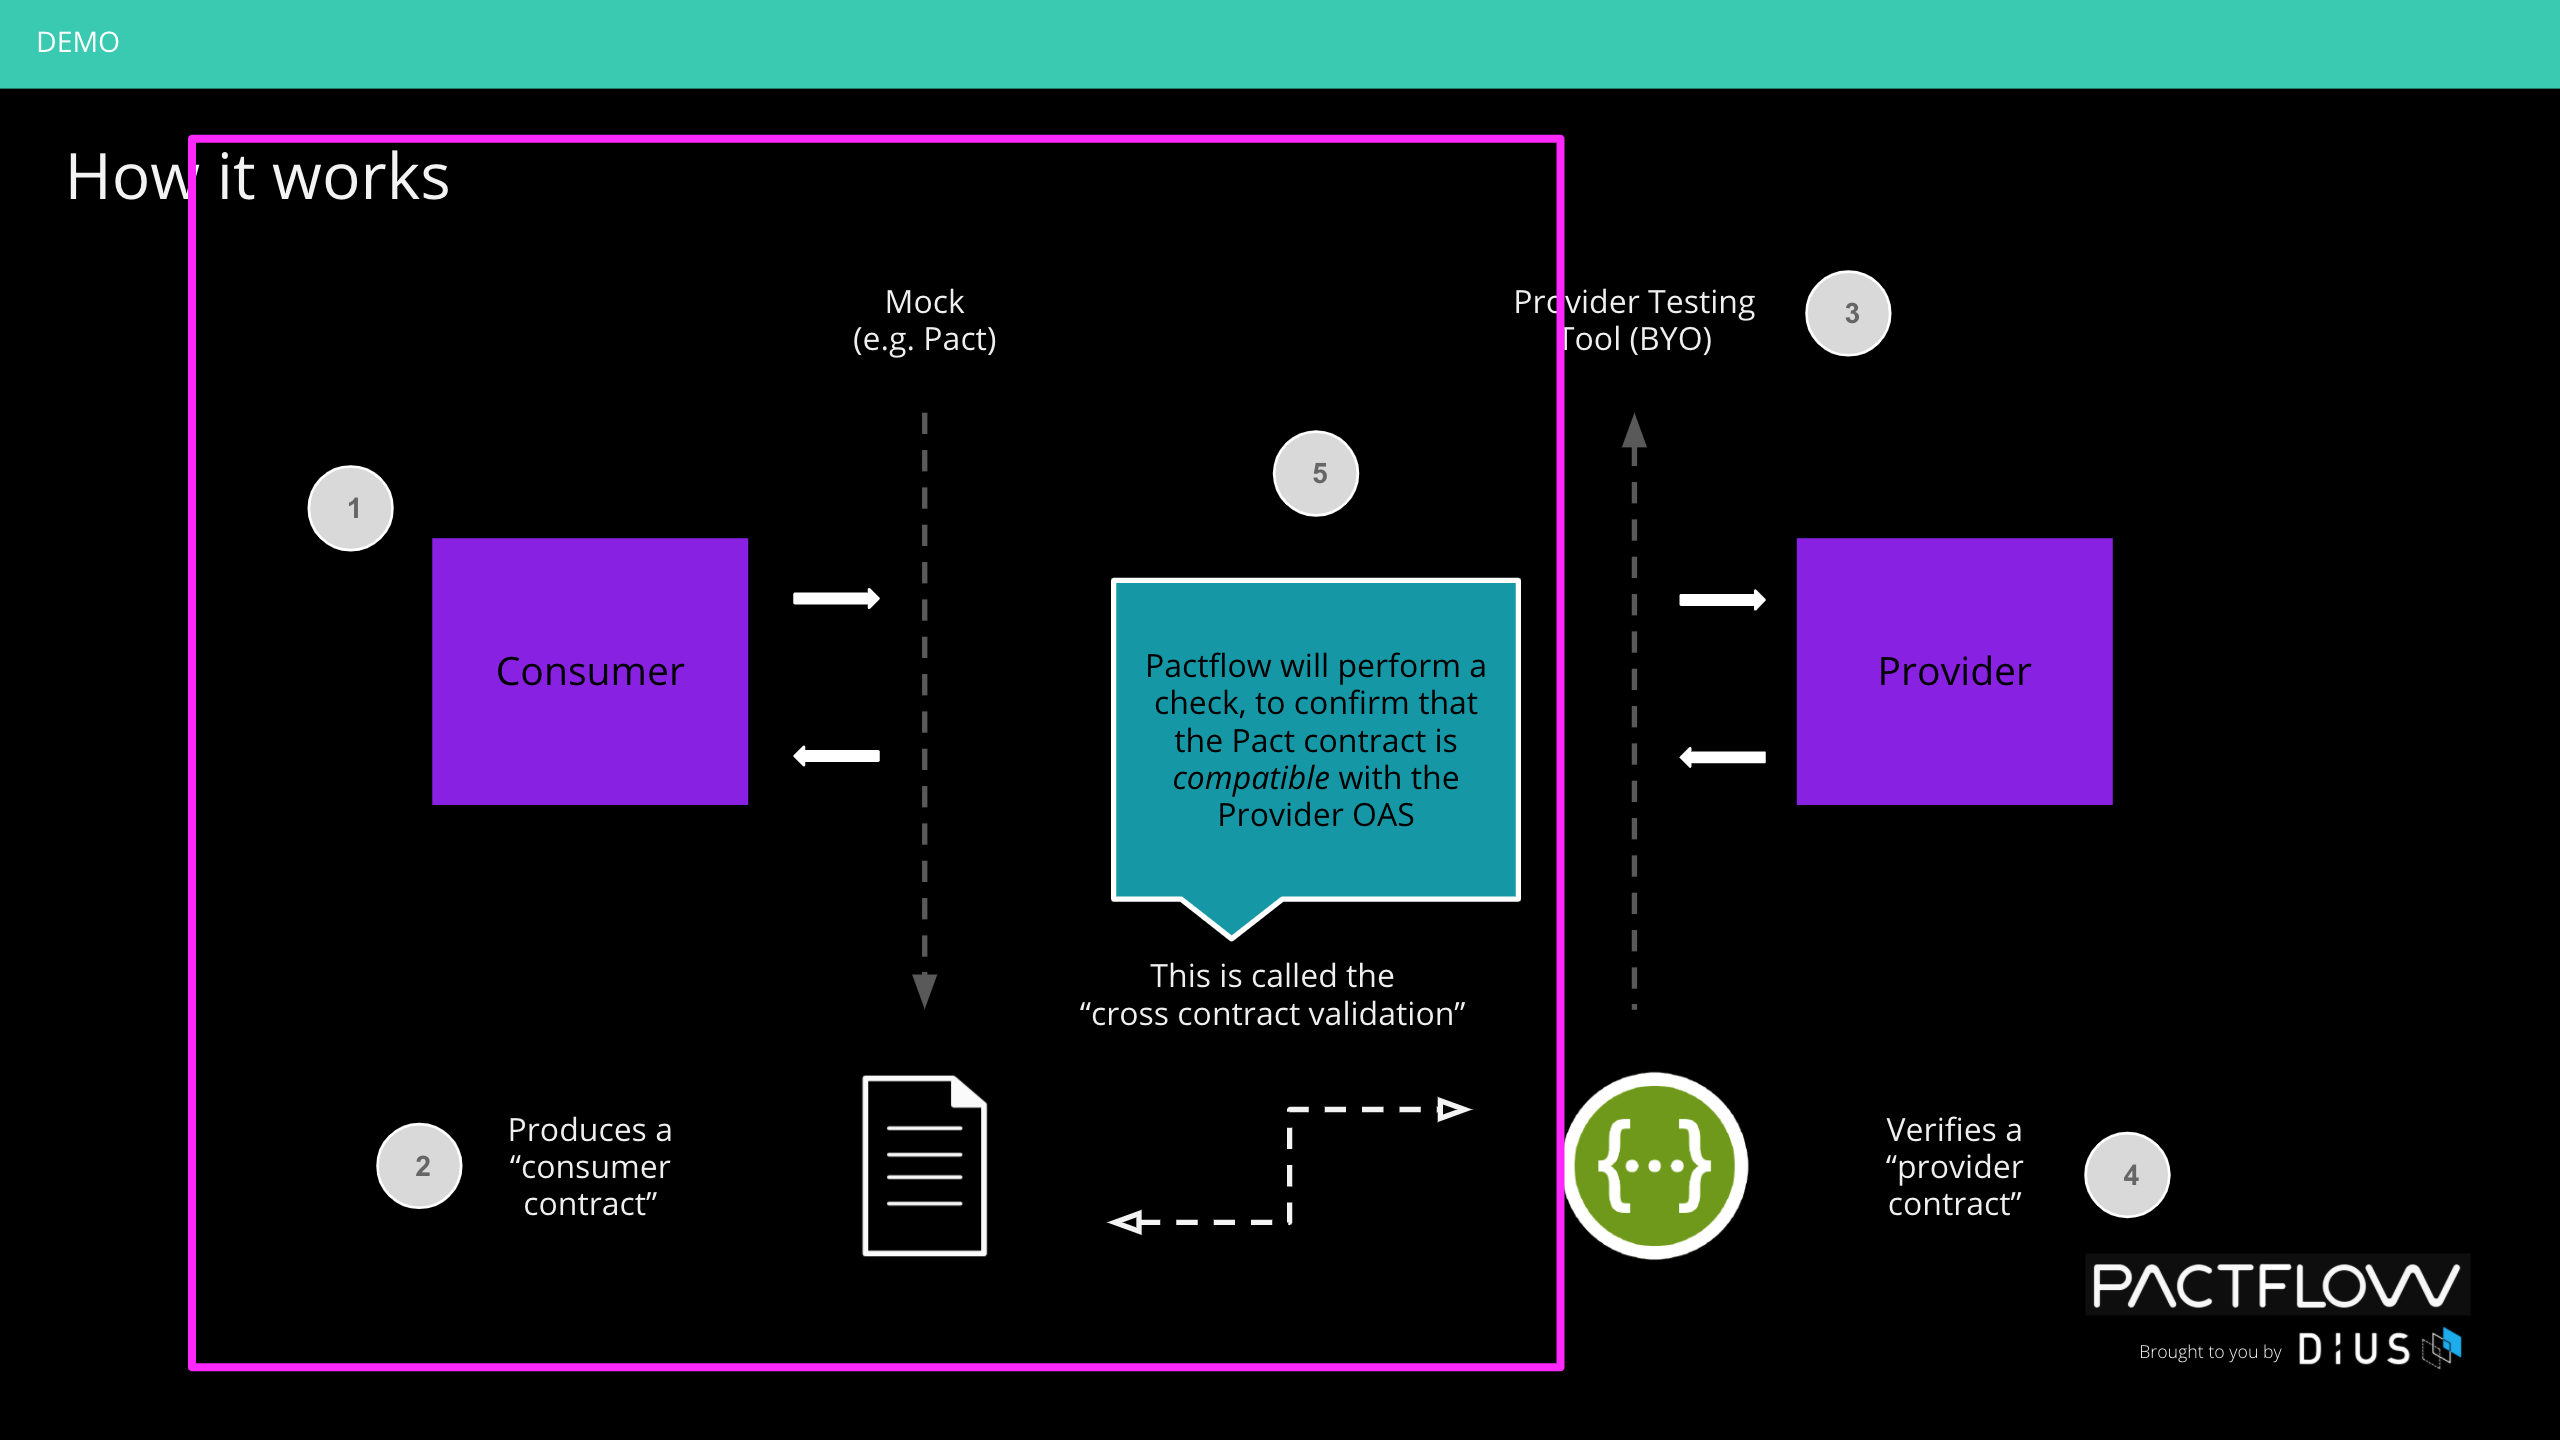 DEMO
How it works
Mock
(e.g. Pact)
Provider Testing
Tool (BYO)
3
5
1
Consumer
Pactflow will perform a
check, to confirm that
the Pact contract is
compatible with the
Provider OAS
Provider
This is called the
“cross contract validation”
2
Produces a
“consumer
contract”
{···}
Verifies a
“provider
contract”
4
PACTFLOW
Brought to you by DiUS